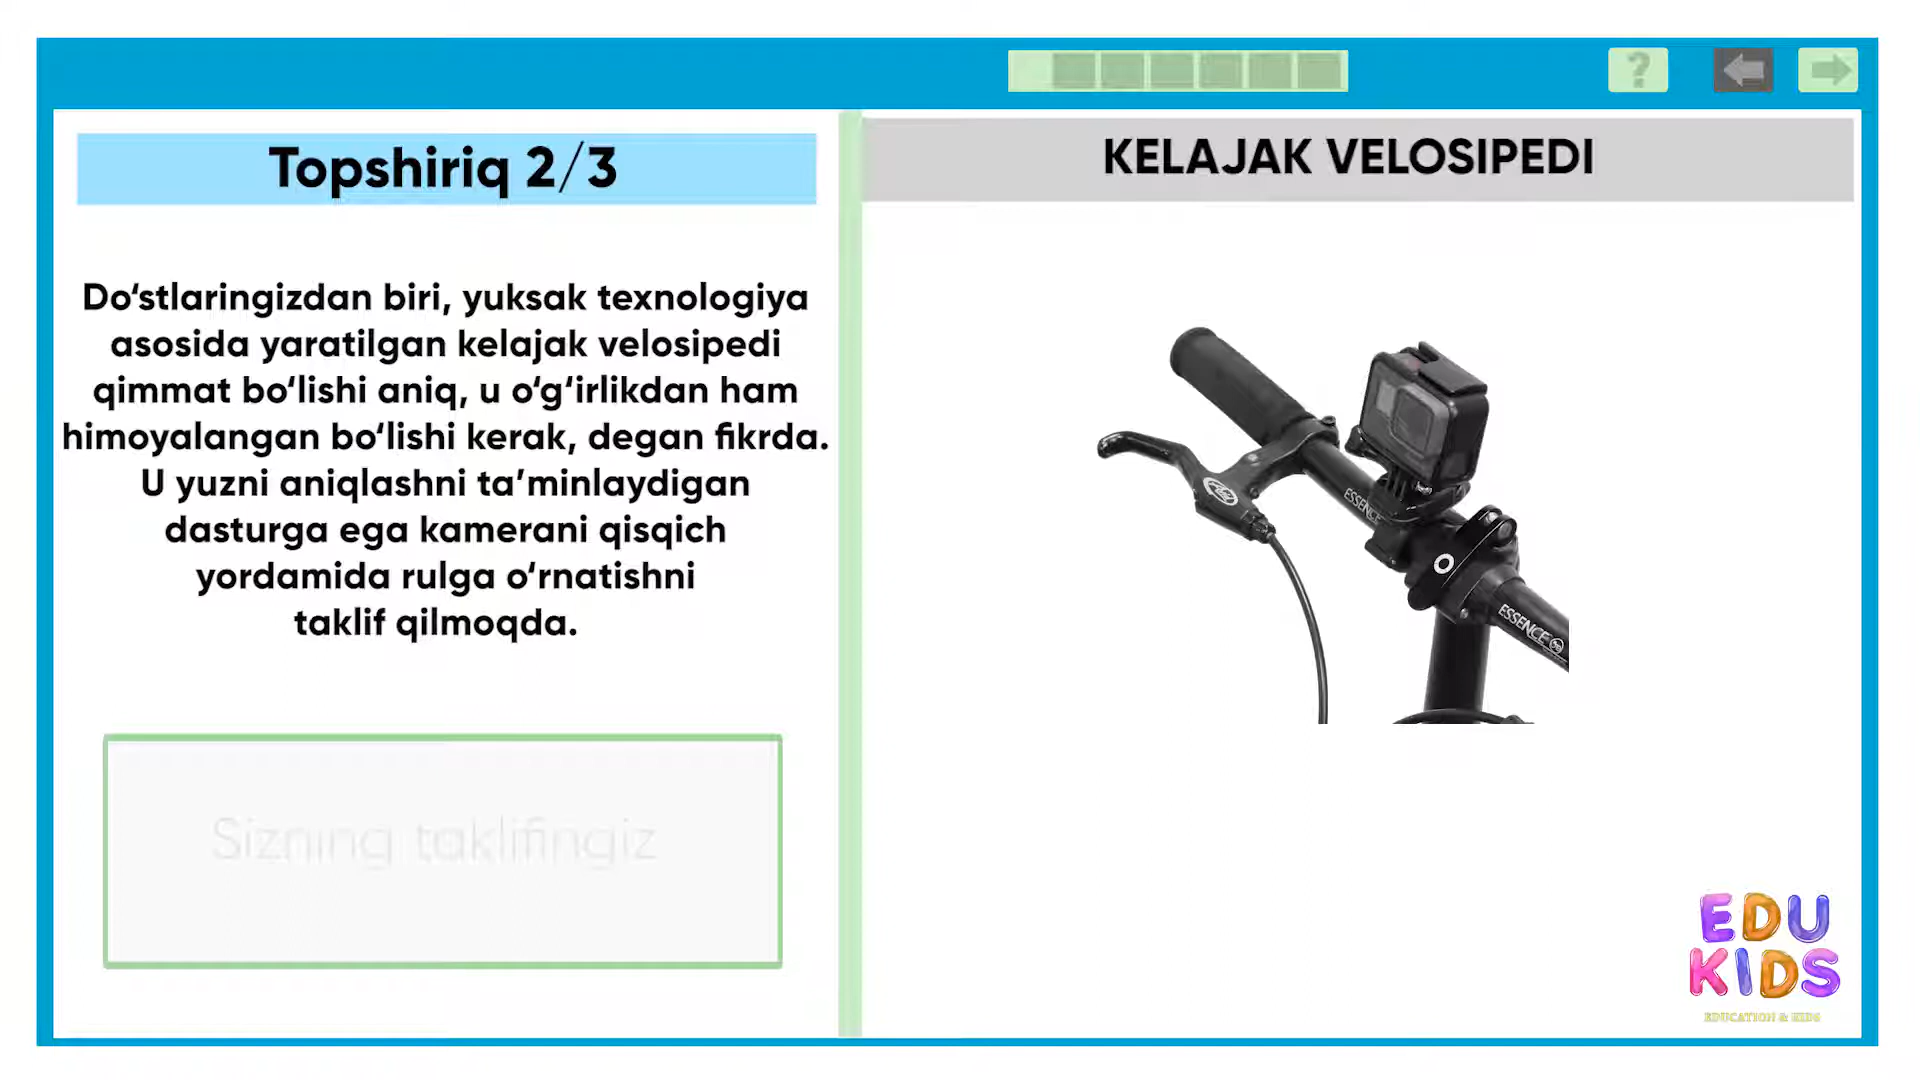 ?
Topshiriq 2/3
KELAJAK VELOSIPEDI
Do‘stlaringizdan biri, yuksak texnologiya
asosida yaratilgan kelajak velosipedi
qimmat bo‘lishi aniq, u o‘g‘irlikdan ham
himoyalangan bo‘lishi kerak, degan fikrda.
U yuzni aniqlashni ta’minlaydigan
dasturga ega kamerani qisqich
yordamida rulga o‘rnatishni
taklif qilmoqda.
Sizning taklifingiz
ESSENCE
ESSENCE
EDU
KIDS
EDUCATION & KIDS